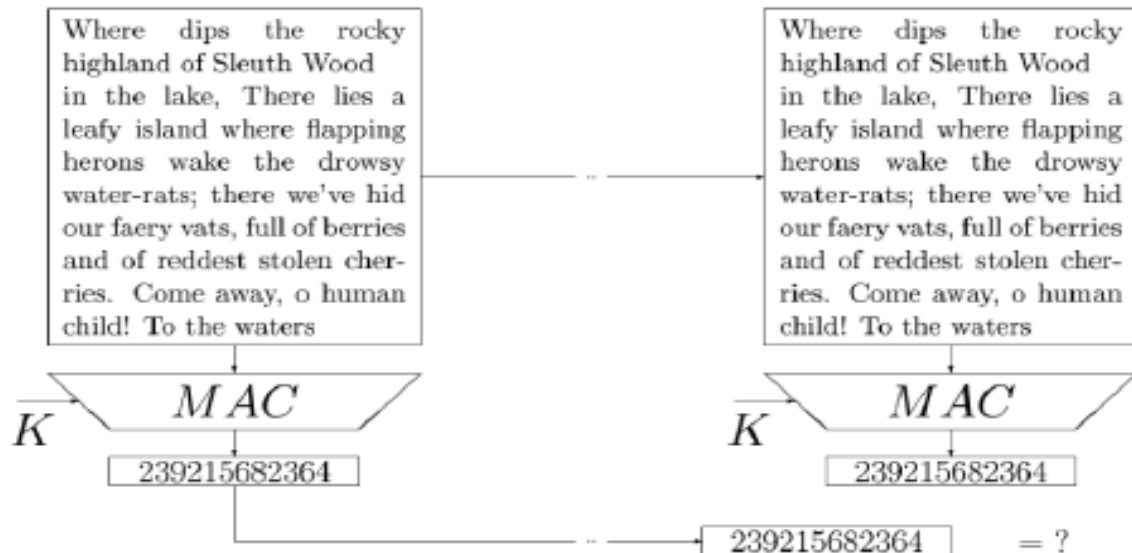 Where dips the rocky
highland of Sleuth Wood
in the lake, There lies a
leafy island where flapping
herons wake the drowsy
water-rats; there we've hid
our faery vats, full of berries
and of reddest stolen cher-
ries. Come away, o human
child! To the waters
Where dips the rocky
highland of Sleuth Wood
in the lake, There lies a
leafy island where flapping
herons wake the drowsy
water-rats; there we've hid
our faery vats, full of berries
and of reddest stolen cher-
ries. Come away, o human
child! To the waters
..
K
MAC
K
MAC
239215682364
239215682364
..
239215682364
= ?